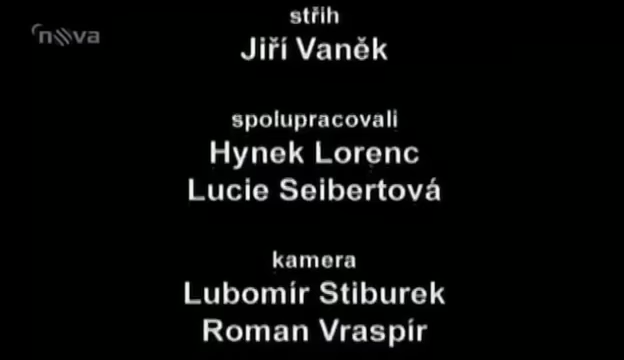 nova
střih
Jiří Vaněk
spolupracovali
Hynek Lorenc
Lucie Seibertová
kamera
Lubomír Stiburek
Roman Vraspír